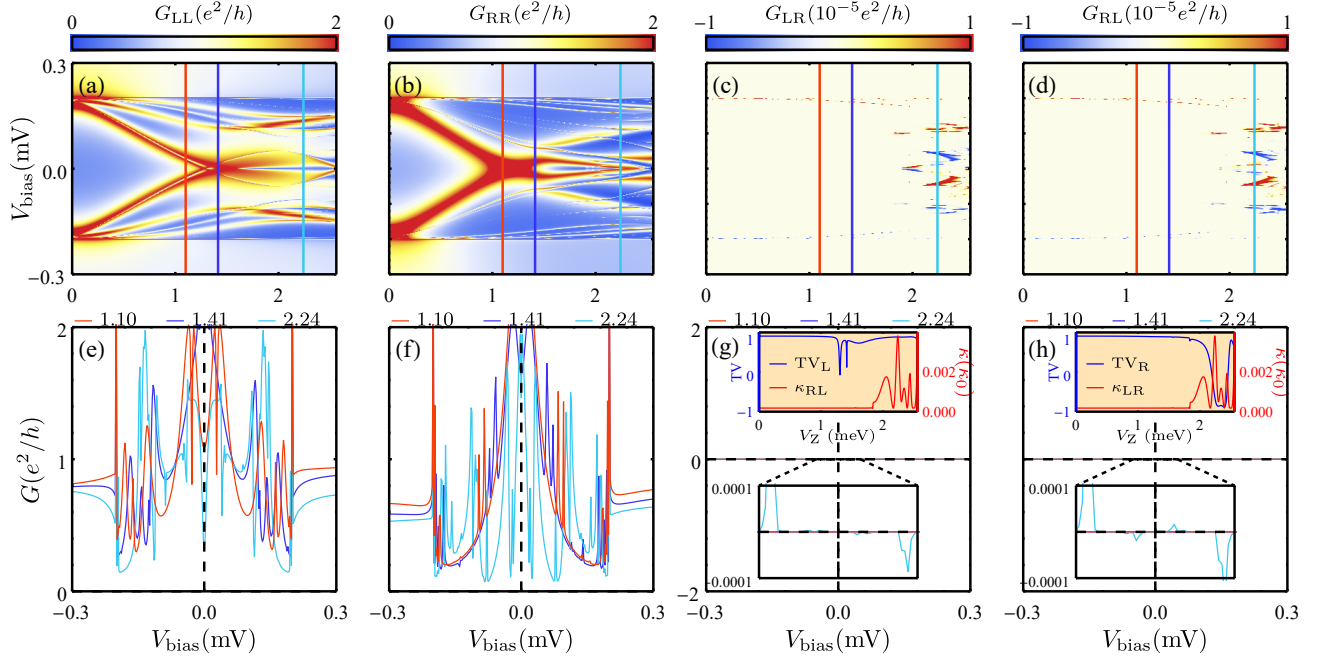 G_LL(e²/h) G_RR(e²/h) G_LR(10⁻⁵e²/h) G_RL(10⁻⁵e²/h)
0 2 0 2 −1 1 −1 1
0.3 (a) (b) (c) (d)
V_bias(mV)
0.0
−0.3
0 1 2 0 1 2 0 1 2 0 1 2
1.10 1.41 2.24 1.10 1.41 2.24 1.10 1.41 2.24 1.10 1.41 2.24
2 (e) (f) 2 (g) (h)
G(e²/h)
1
0
1 TV_L 0.002
TV 0 κ_RL κ(κ₀)
−1 0.000
0 2
V_Z (meV)
1 TV_R 0.002
TV 0 κ_LR κ(κ₀)
−1 0.000
0 2
V_Z (meV)
0
0.0001 0.0001
-0.0001 -0.0001
−2
−0.3 0.0 0.3 −0.3 0.0 0.3 −0.3 0.0 0.3 −0.3 0.0 0.3
V_bias(mV) V_bias(mV) V_bias(mV) V_bias(mV)